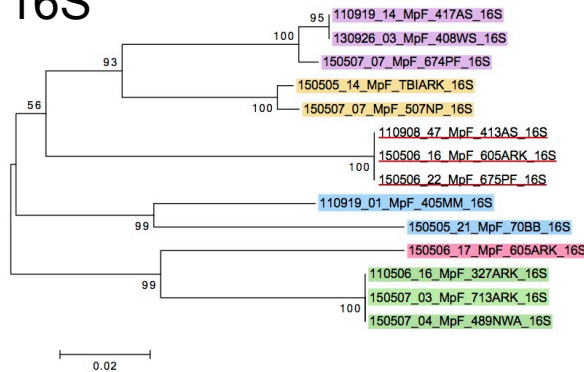 16S
95
110919_14_MpF_417AS_16S
130926_03_MpF_408WS_16S
100
150507_07_MpF_674PF_16S
93
150505_14_MpF_TBIARK_16S
100
150507_07_MpF_507NP_16S
56
110908_47_MpF_413AS_16S
150506_16_MpF_605ARK_16S
100
150506_22_MpF_675PF_16S
110919_01_MpF_405MM_16S
99
150505_21_MpF_70BB_16S
150506_17_MpF_605ARK_16S
110506_16_MpF_327ARK_16S
99
150507_03_MpF_713ARK_16S
100
150507_04_MpF_489NWA_16S
0.02